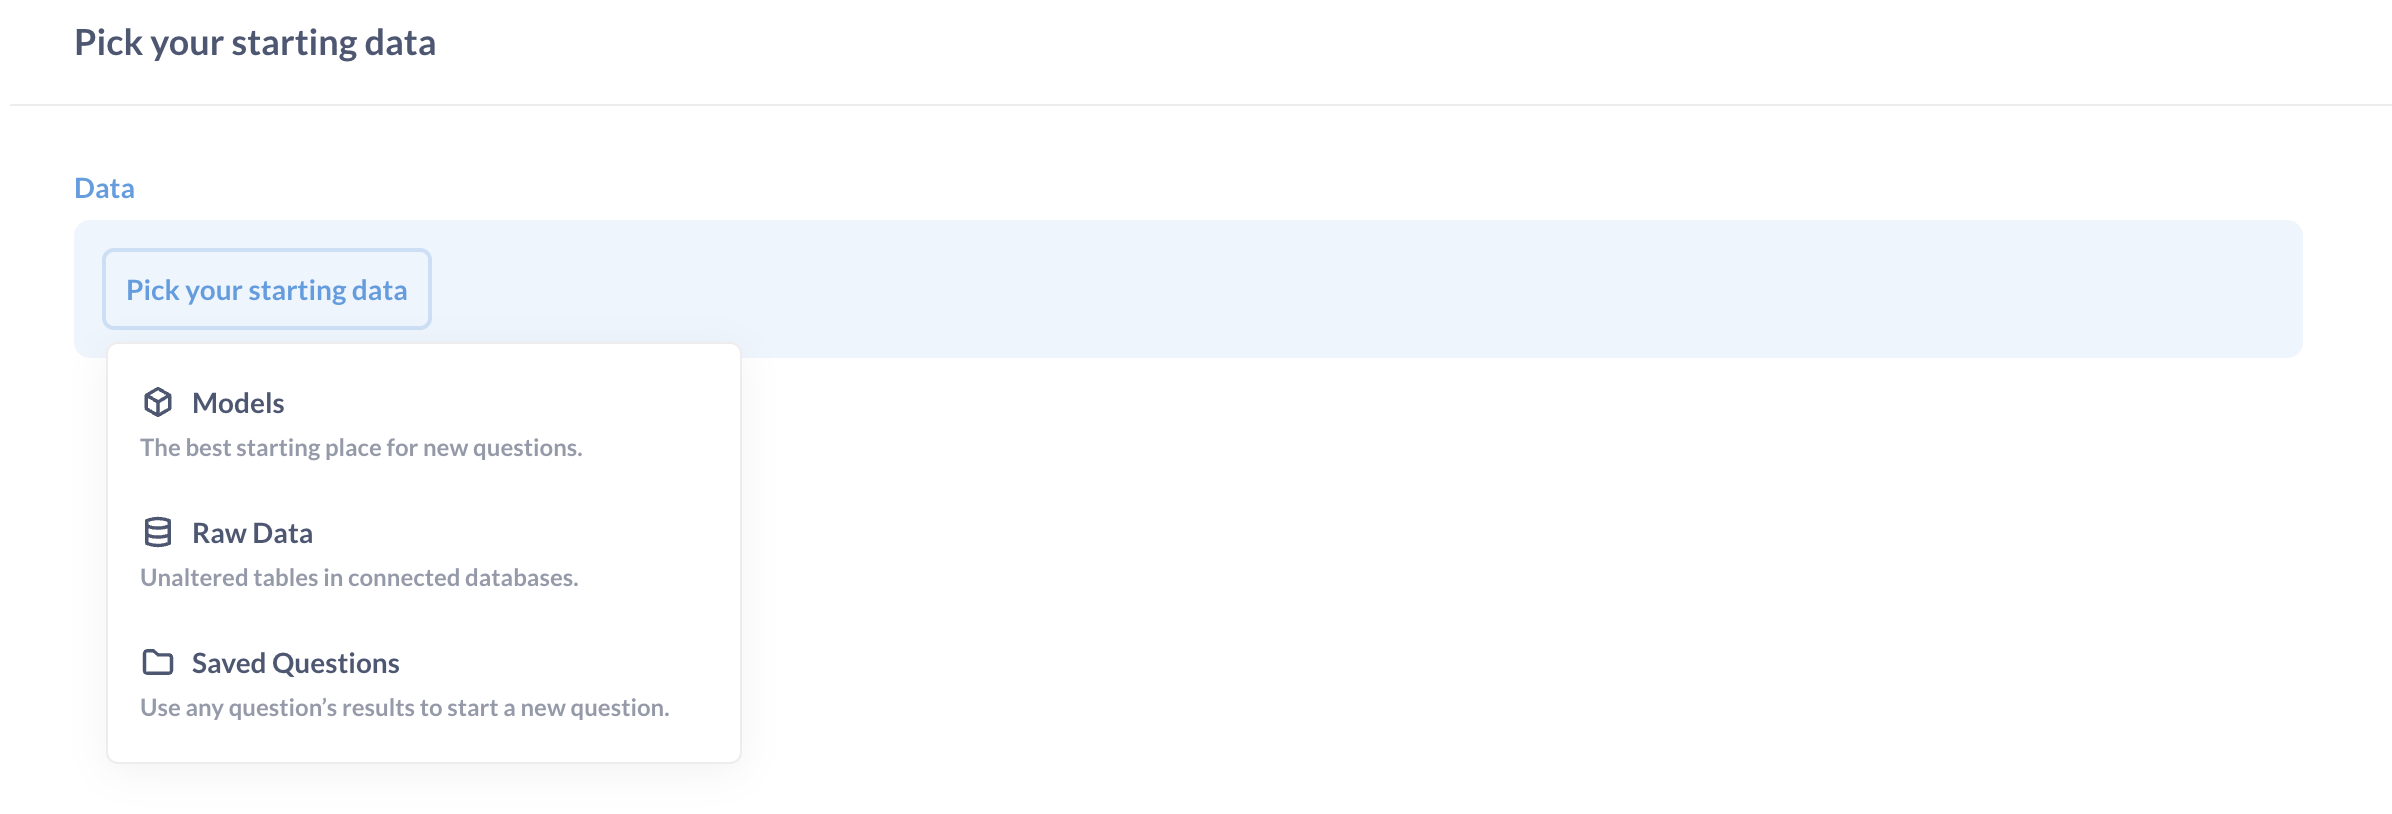 Pick your starting data
Data
Pick your starting data
Models
The best starting place for new questions.
Raw Data
Unaltered tables in connected databases.
Saved Questions
Use any question’s results to start a new question.